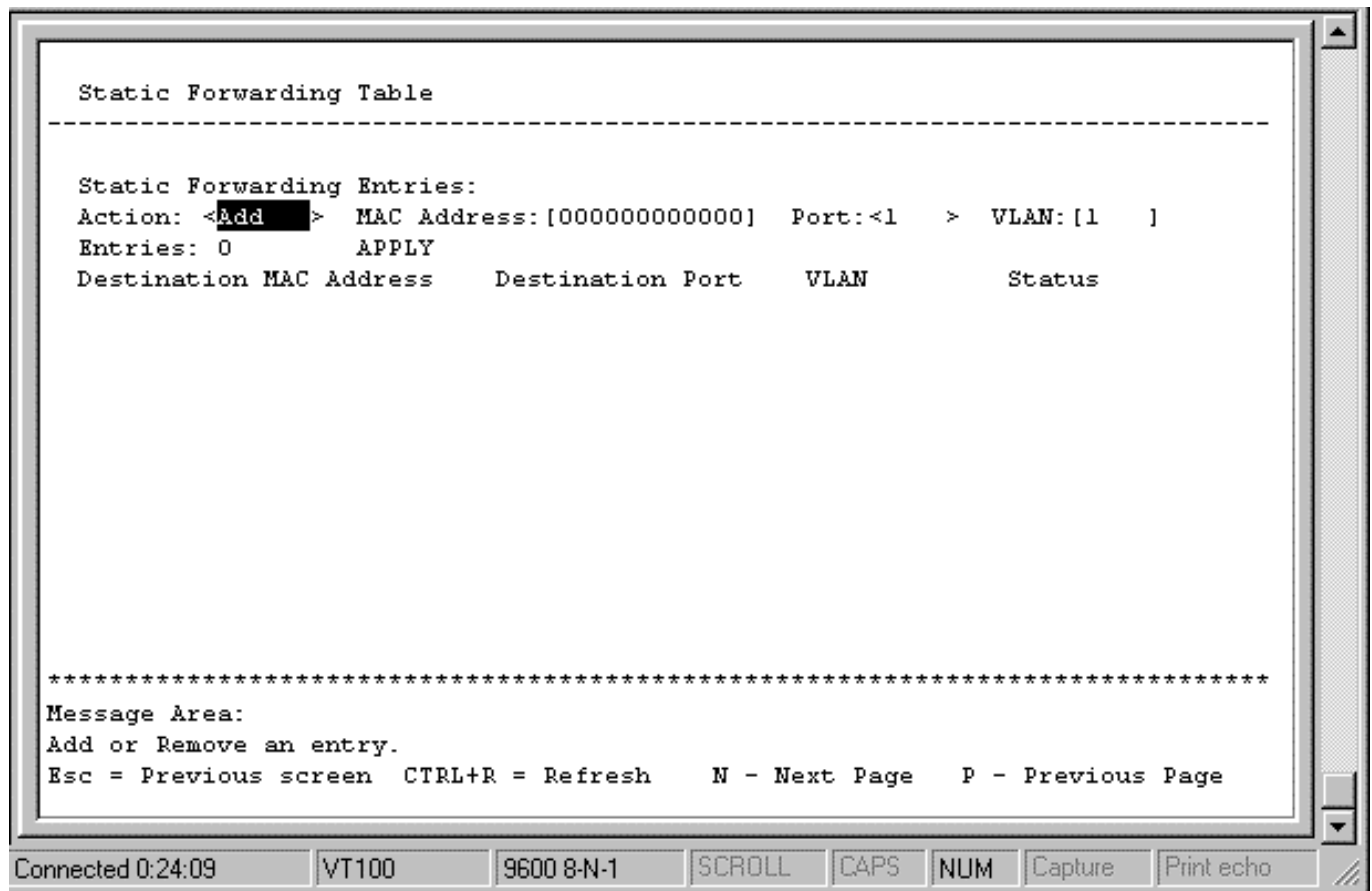 Static Forwarding Table
--------------------------------------------------------------------------------
Static Forwarding Entries:
Action: <Add   >  MAC Address:[000000000000]  Port:<1   >  VLAN:[1   ]
Entries: 0        APPLY
Destination MAC Address    Destination Port    VLAN         Status
********************************************************************************
Message Area:
Add or Remove an entry.
Esc = Previous screen  CTRL+R = Refresh    N - Next Page   P - Previous Page
Connected 0:24:09 VT100 9600 8-N-1 SCROLL CAPS NUM Capture Print echo